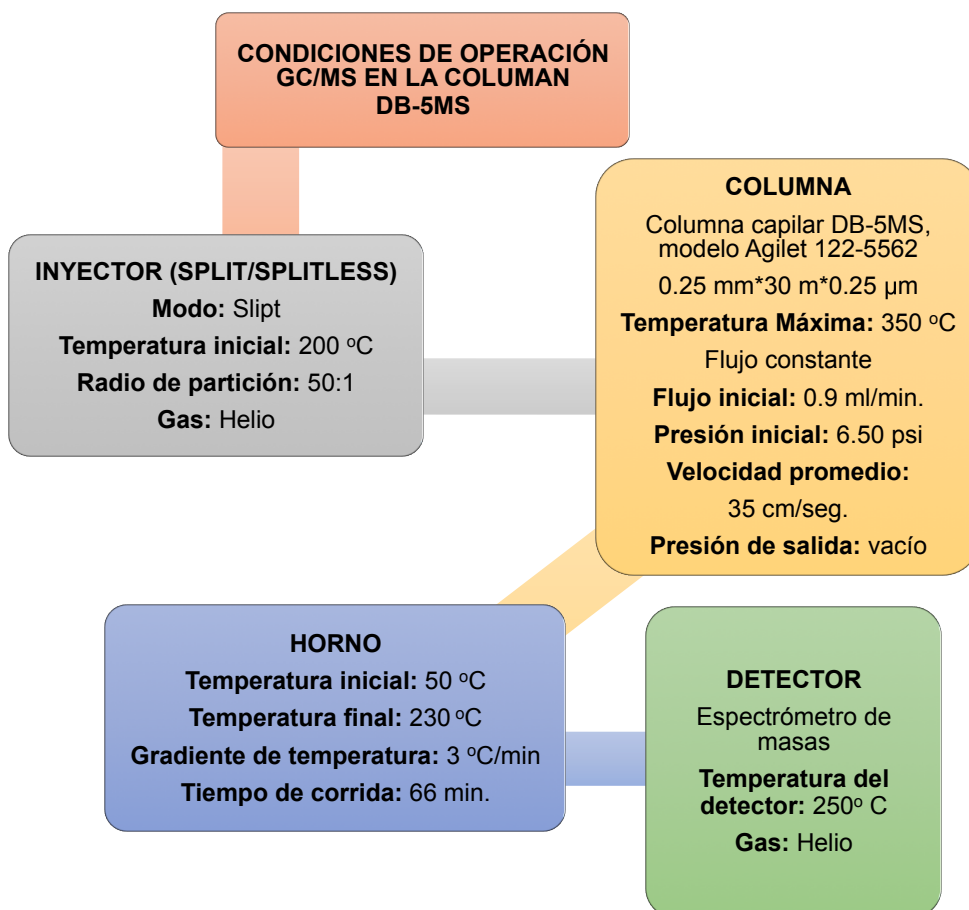 CONDICIONES DE OPERACIÓN
GC/MS EN LA COLUMAN
DB-5MS
INYECTOR (SPLIT/SPLITLESS)
Modo: Slipt
Temperatura inicial: 200 ºC
Radio de partición: 50:1
Gas: Helio
COLUMNA
Columna capilar DB-5MS,
modelo Agilet 122-5562
0.25 mm*30 m*0.25 µm
Temperatura Máxima: 350 ºC
Flujo constante
Flujo inicial: 0.9 ml/min.
Presión inicial: 6.50 psi
Velocidad promedio:
35 cm/seg.
Presión de salida: vacío
HORNO
Temperatura inicial: 50 ºC
Temperatura final: 230 ºC
Gradiente de temperatura: 3 ºC/min
Tiempo de corrida: 66 min.
DETECTOR
Espectrómetro de
masas
Temperatura del
detector: 250º C
Gas: Helio